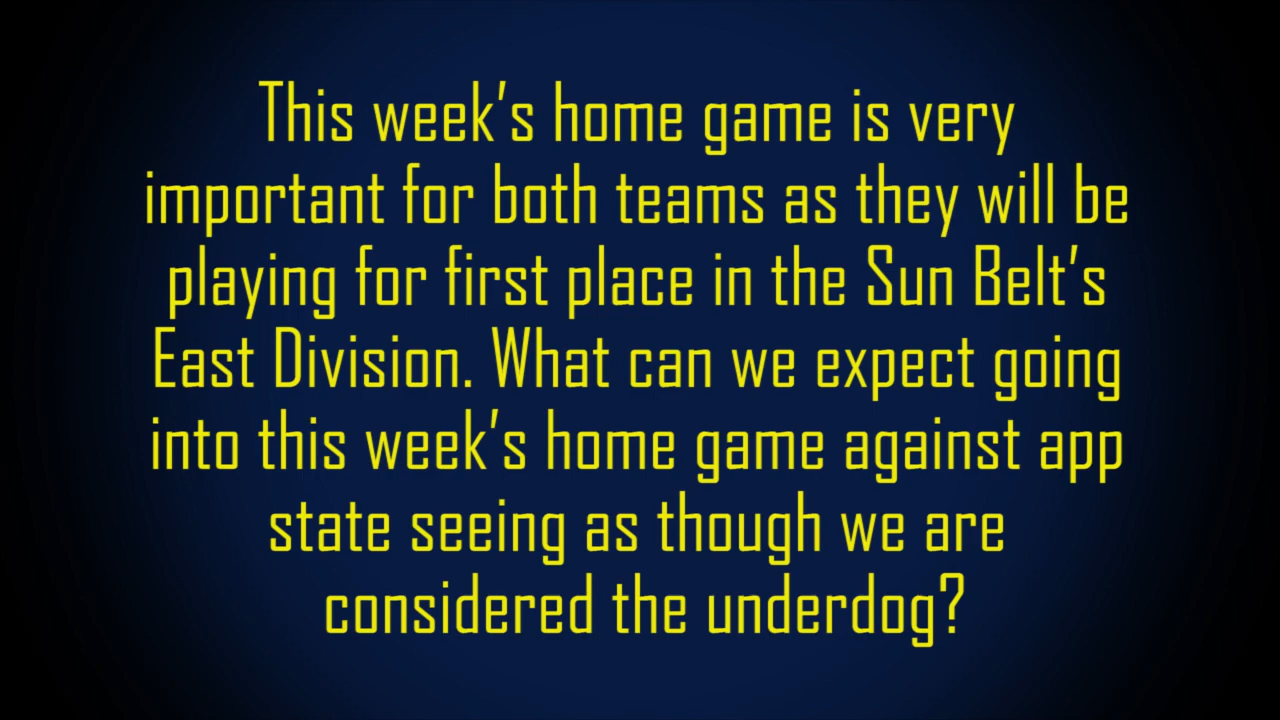 This week’s home game is very
important for both teams as they will be
playing for first place in the Sun Belt’s
East Division. What can we expect going
into this week’s home game against app
state seeing as though we are
considered the underdog?